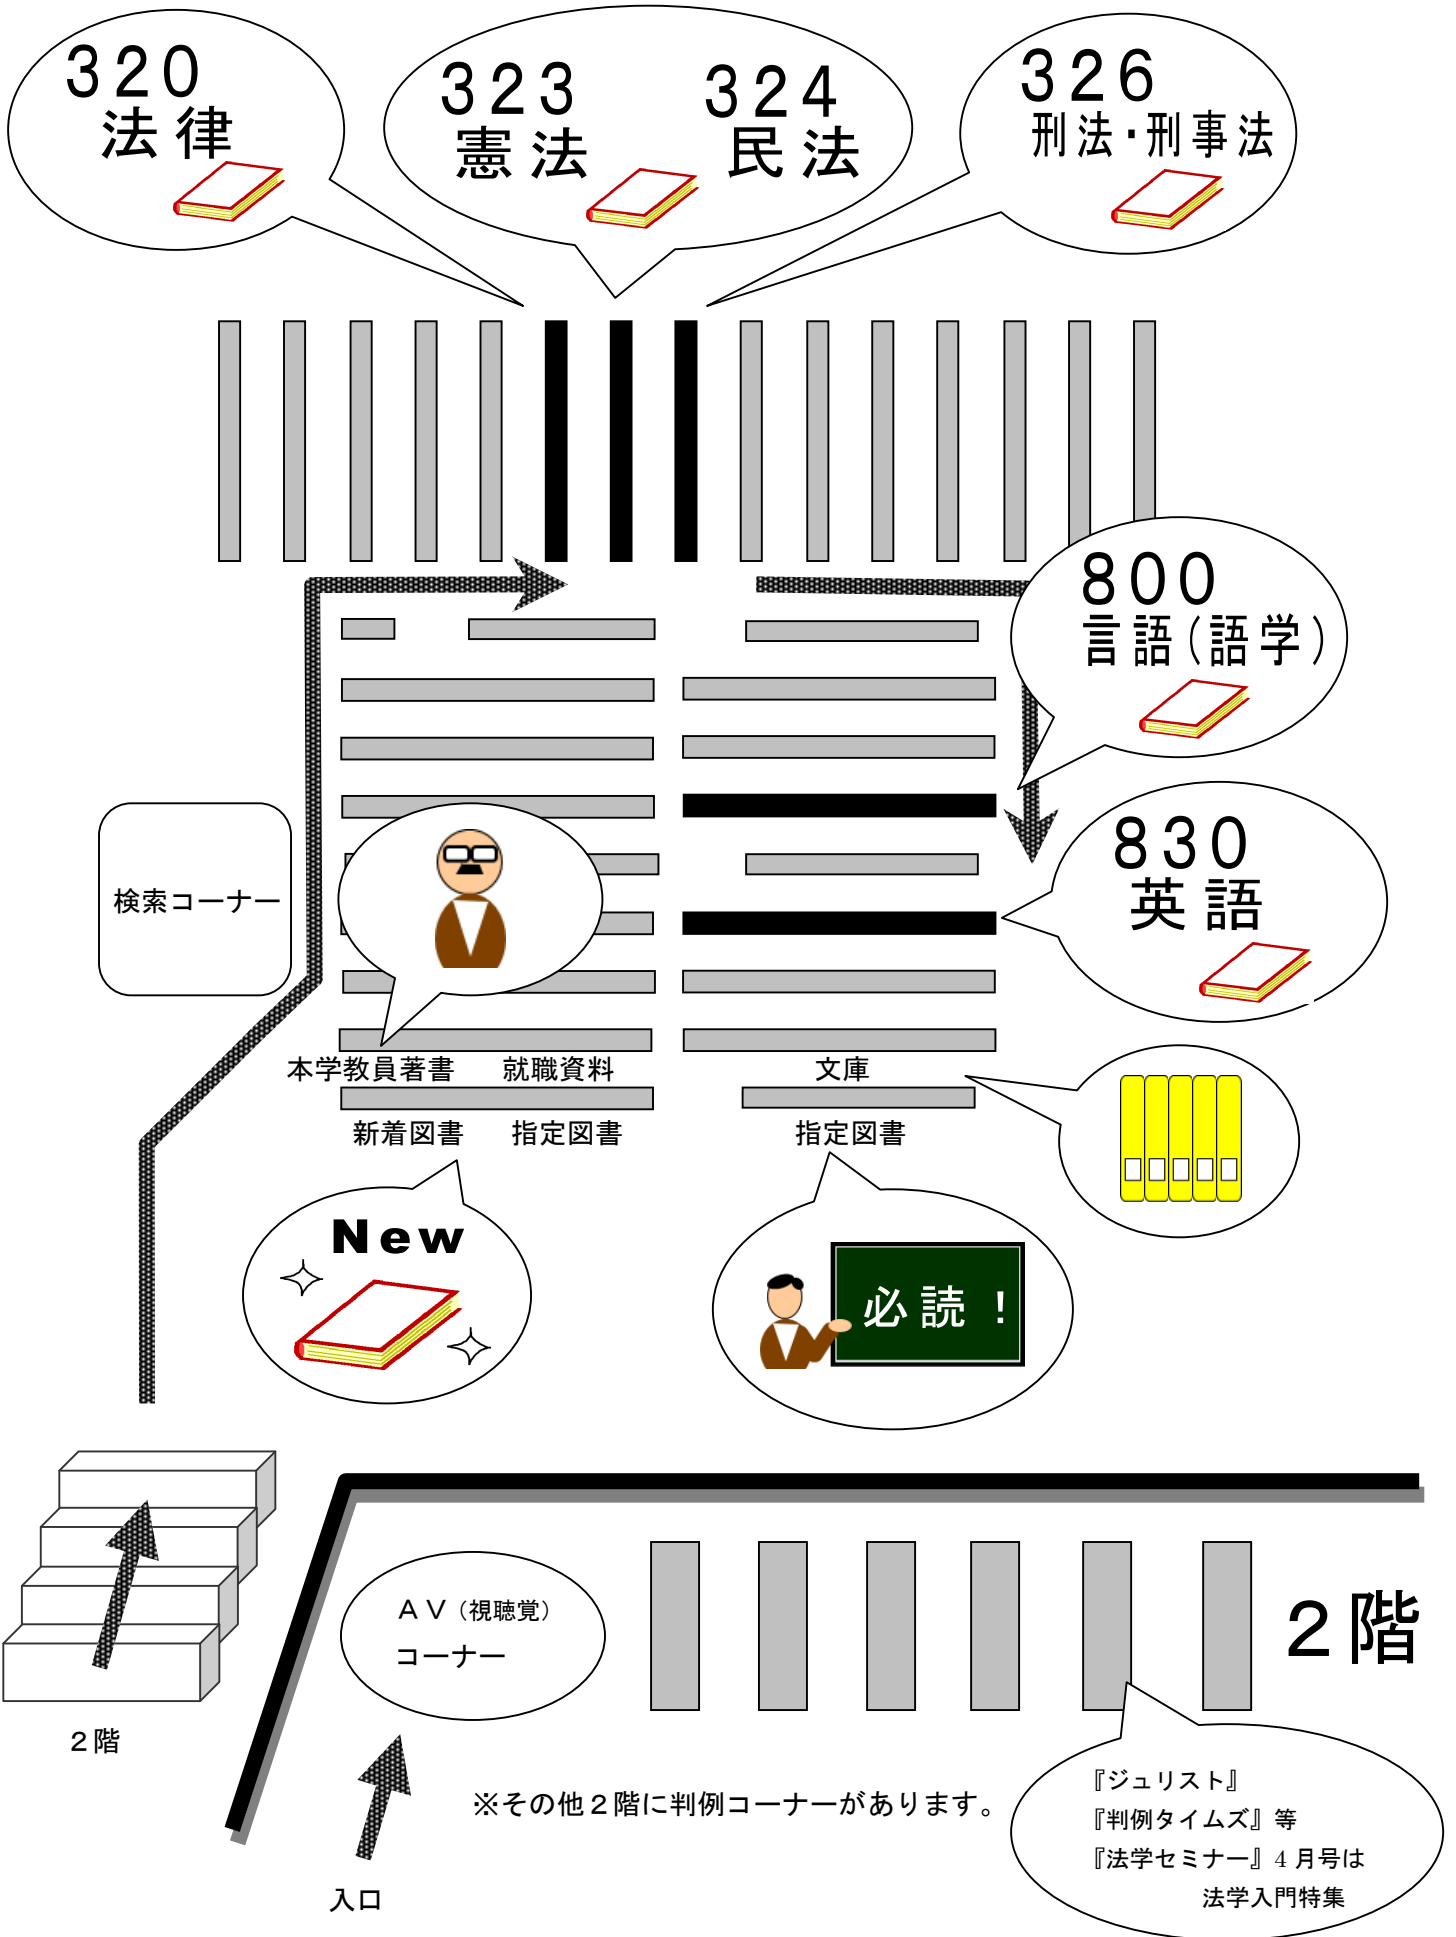 ３２０
法律
３２３　３２４
憲法　民法
３２６
刑法・刑事法
８００
言語（語学）
８３０
英語
検索コーナー
本学教員著書　就職資料　文庫
新着図書　指定図書　指定図書
New
必読！
ＡＶ（視聴覚）
コーナー
２階
２階
※その他２階に判例コーナーがあります。
『ジュリスト』
『判例タイムズ』等
『法学セミナー』4 月号は
法学入門特集
入口